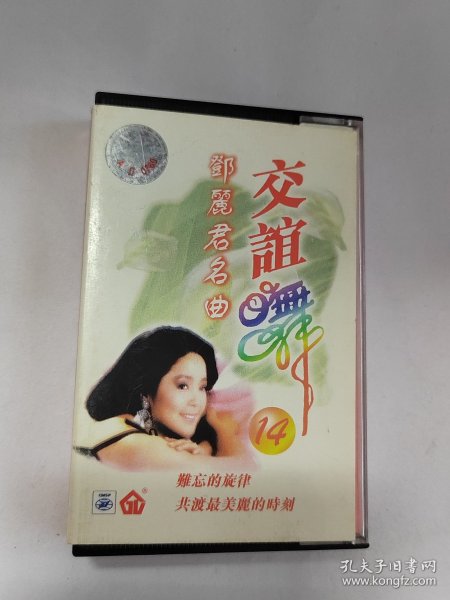 交誼舞
鄧麗君名曲
14
難忘的旋律
共渡最美麗的時刻
孔夫子旧书网
www.kongfz.com